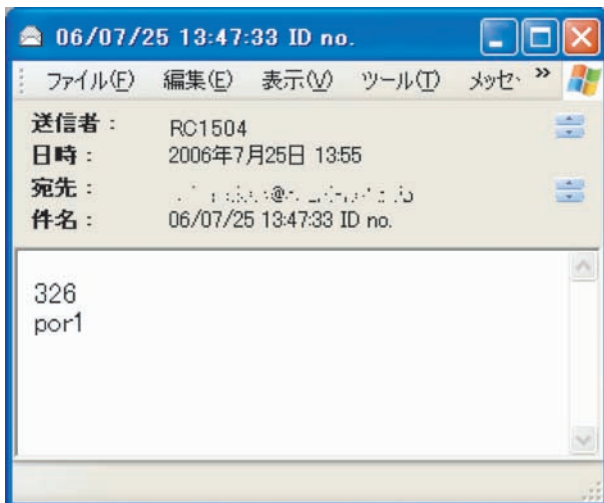 06/07/25 13:47:33 ID no.
ファイル(F) 編集(E) 表示(V) ツール(T) メッセ
送信者：RC1504
日時：2006年7月25日 13:55
宛先：
件名：06/07/25 13:47:33 ID no.
326
por1